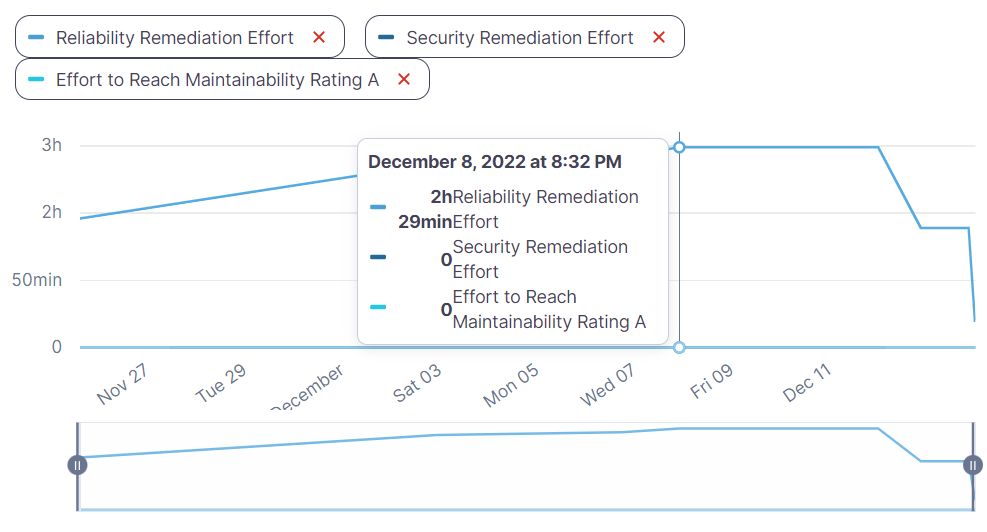 Reliability Remediation Effort ✕
Security Remediation Effort ✕
Effort to Reach Maintainability Rating A ✕
3h
2h
50min
0
December 8, 2022 at 8:32 PM
2h Reliability Remediation
29min Effort
Security Remediation
0
Effort
Effort to Reach
0
Maintainability Rating A
Nov 27
Tue 29
December
Sat 03
Mon 05
Wed 07
Fri 09
Dec 11